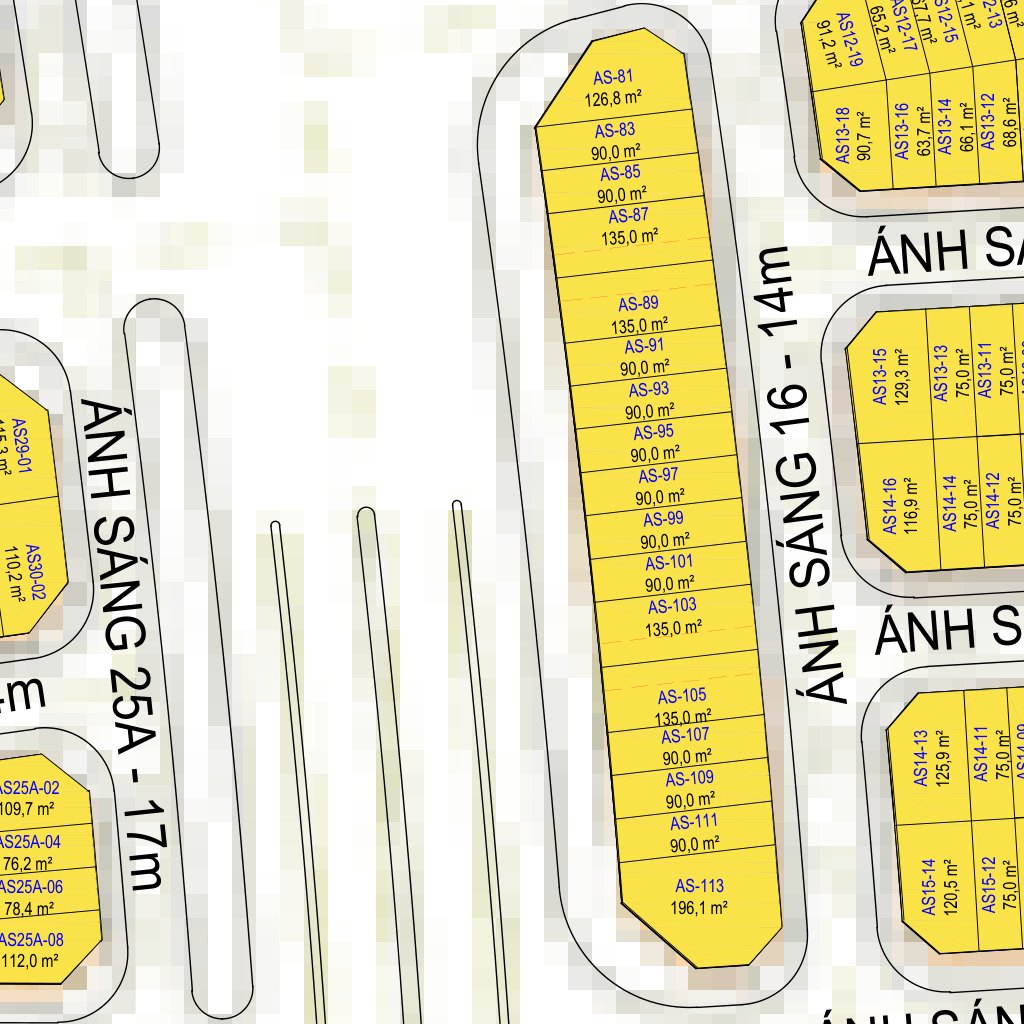 AS-81
126,8 m²
AS-83
90,0 m²
AS-85
90,0 m²
AS-87
135,0 m²
AS-89
135,0 m²
AS-91
90,0 m²
AS-93
90,0 m²
AS-95
90,0 m²
AS-97
90,0 m²
AS-99
90,0 m²
AS-101
90,0 m²
AS-103
135,0 m²
AS-105
135,0 m²
AS-107
90,0 m²
AS-109
90,0 m²
AS-111
90,0 m²
AS-113
196,1 m²
ÁNH SÁNG 16 - 14m
ÁNH SÁNG 25A - 17m
AS12-19
91,2 m²
65,2 m²
AS12-17
AS13-18
90,7 m²
AS13-16
63,7 m²
AS13-14
66,1 m²
AS13-12
68,6 m²
ÁNH
AS13-15
129,3 m²
AS13-13
75,0 m²
AS13-11
75,0 m²
AS14-16
116,9 m²
AS14-14
75,0 m²
AS14-12
75,0 m²
ÁNH
AS14-13
125,9 m²
AS14-11
75,0 m²
AS15-14
120,5 m²
AS15-12
75,0 m²
AS29-01
AS30-02
110,2 m²
AS25A-02
109,7 m²
AS25A-04
76,2 m²
AS25A-06
78,4 m²
AS25A-08
112,0 m²